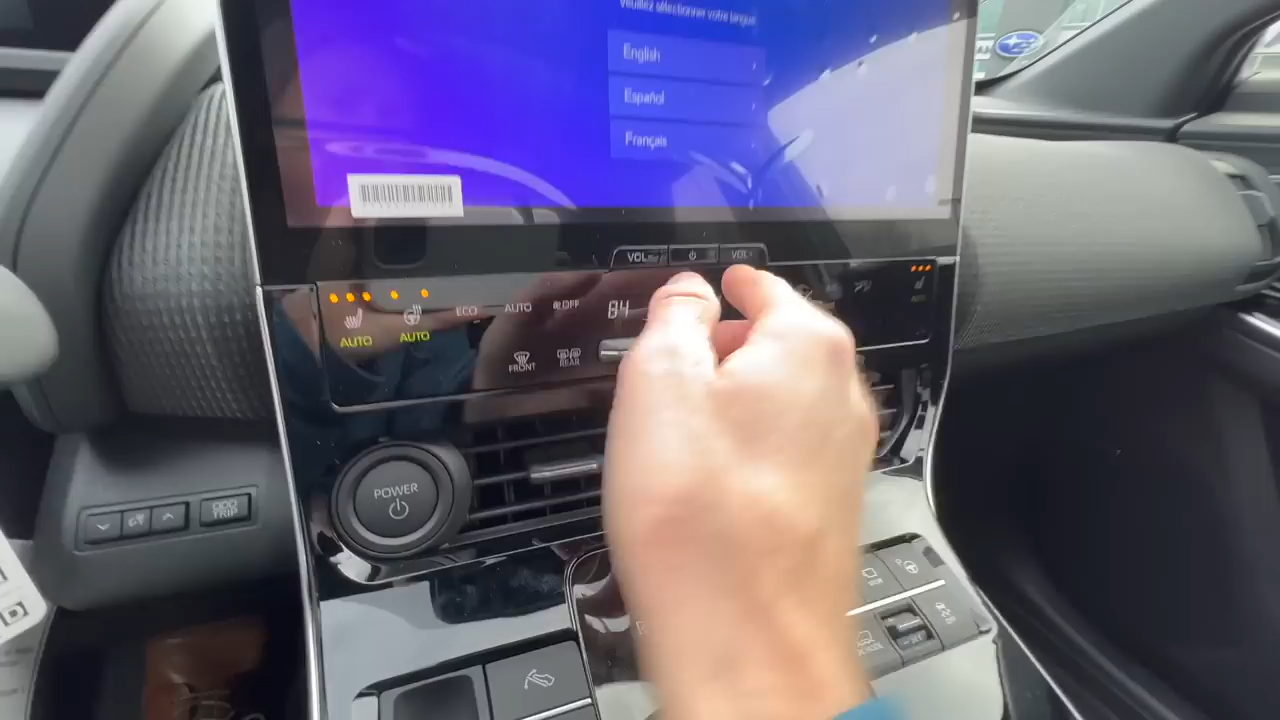 Veuillez sélectionner votre langue
English
Español
Français
VOL- VOL+
AUTO
AUTO
ECO AUTO OFF 84
FRONT REAR
POWER
ODO
TRIP